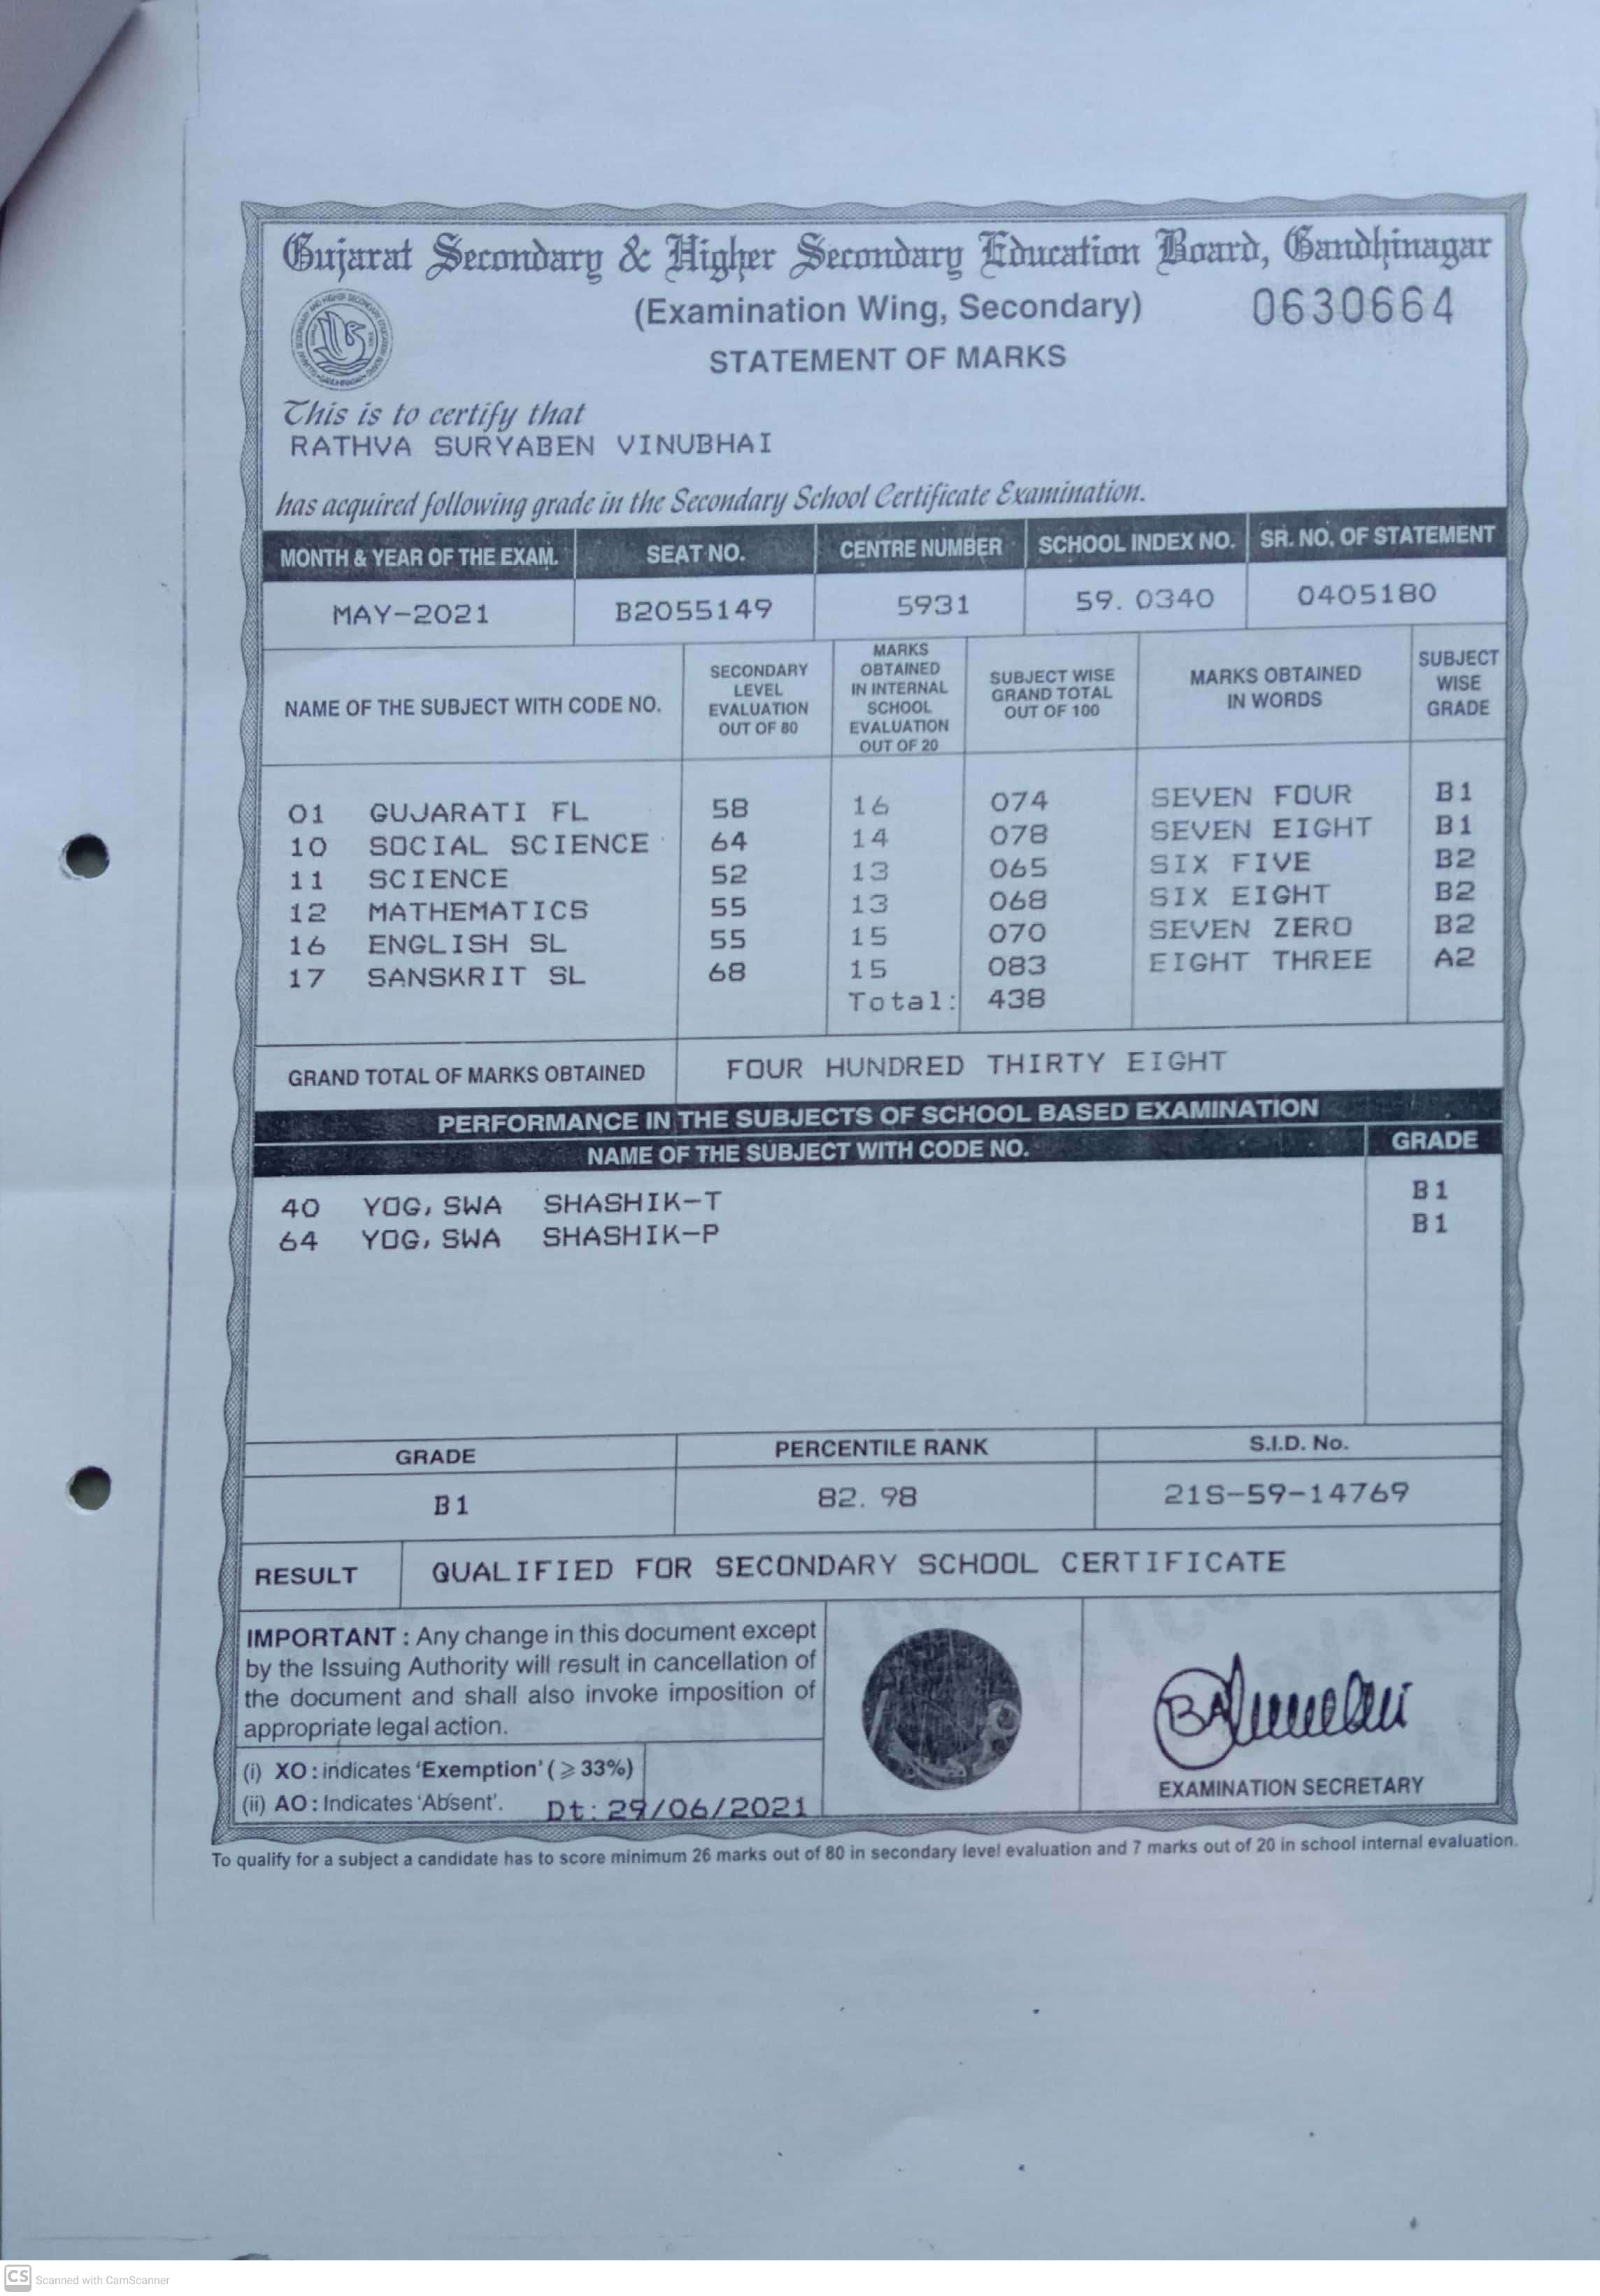 Gujarat Secondary & Higher Secondary Education Board, Gandhinagar
(Examination Wing, Secondary)
0630664
STATEMENT OF MARKS
This is to certify that
RATHVA SURYABEN VINUBHAI
has acquired following grade in the Secondary School Certificate Examination.
MONTH & YEAR OF THE EXAM. SEAT NO. CENTRE NUMBER SCHOOL INDEX NO. SR. NO. OF STATEMENT
MAY-2021 B2055149 5931 59. 0340 0405180
NAME OF THE SUBJECT WITH CODE NO.
SECONDARY
LEVEL
EVALUATION
OUT OF 80
MARKS
OBTAINED
IN INTERNAL
SCHOOL
EVALUATION
OUT OF 20
SUBJECT WISE
GRAND TOTAL
OUT OF 100
MARKS OBTAINED
IN WORDS
SUBJECT
WISE
GRADE
01 GUJARATI FL 58 16 074 SEVEN FOUR B1
10 SOCIAL SCIENCE 64 14 078 SEVEN EIGHT B1
11 SCIENCE 52 13 065 SIX FIVE B2
12 MATHEMATICS 55 13 068 SIX EIGHT B2
16 ENGLISH SL 55 15 070 SEVEN ZERO B2
17 SANSKRIT SL 68 15 083 EIGHT THREE A2
Total: 438
GRAND TOTAL OF MARKS OBTAINED FOUR HUNDRED THIRTY EIGHT
PERFORMANCE IN THE SUBJECTS OF SCHOOL BASED EXAMINATION
NAME OF THE SUBJECT WITH CODE NO. GRADE
40 YOG, SWA SHASHIK-T B1
64 YOG, SWA SHASHIK-P B1
GRADE PERCENTILE RANK S.I.D. No.
B1 82. 98 21S-59-14769
RESULT QUALIFIED FOR SECONDARY SCHOOL CERTIFICATE
IMPORTANT : Any change in this document except
by the Issuing Authority will result in cancellation of
the document and shall also invoke imposition of
appropriate legal action.
(i) XO : indicates 'Exemption' (⩾ 33%)
(ii) AO : Indicates 'Absent'.
Dt: 29/06/2021
EXAMINATION SECRETARY
To qualify for a subject a candidate has to score minimum 26 marks out of 80 in secondary level evaluation and 7 marks out of 20 in school internal evaluation.
CS Scanned with CamScanner